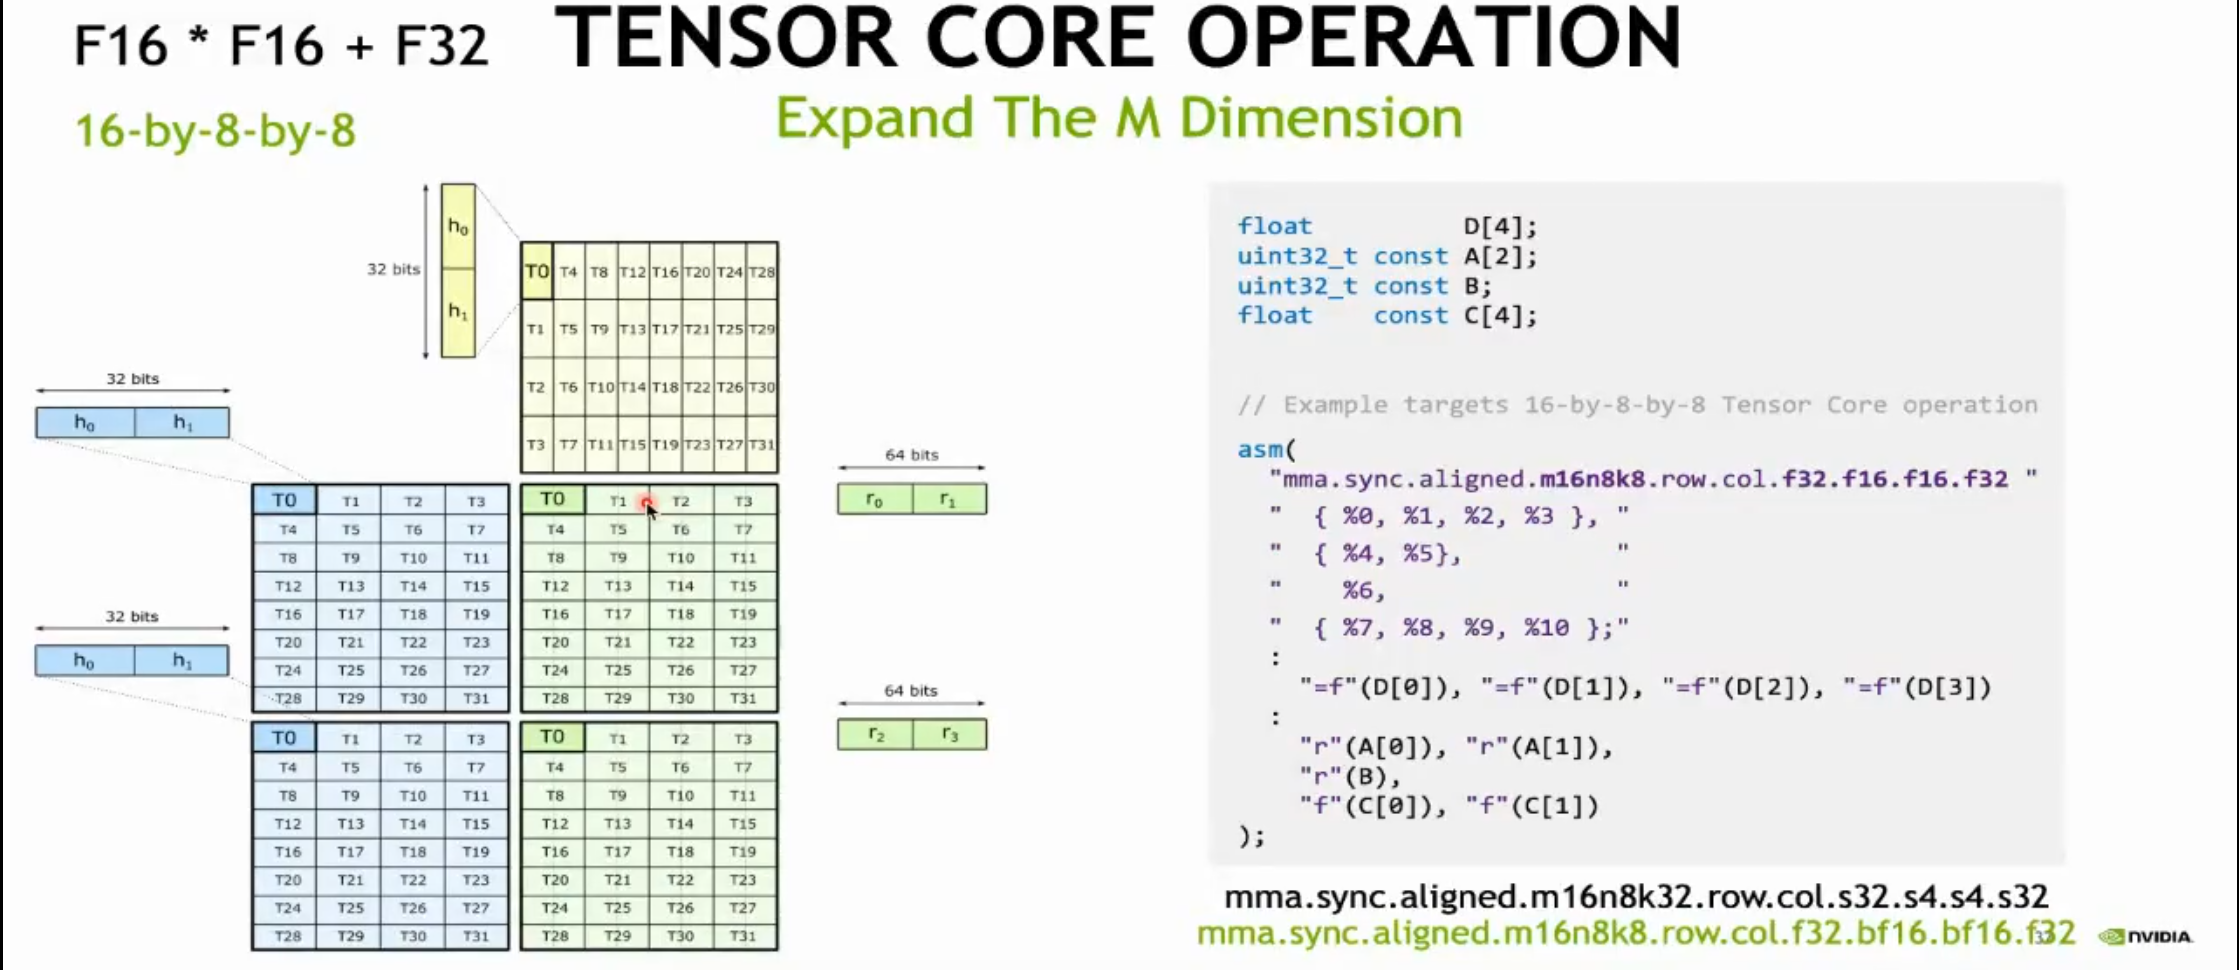 F16 * F16 + F32
TENSOR CORE OPERATION
16-by-8-by-8
Expand The M Dimension
32 bits
h0
h1
T0 T4 T8 T12 T16 T20 T24 T28
T1 T5 T9 T13 T17 T21 T25 T29
T2 T6 T10 T14 T18 T22 T26 T30
T3 T7 T11 T15 T19 T23 T27 T31
32 bits
h0 h1
T0 T1 T2 T3
T4 T5 T6 T7
T8 T9 T10 T11
T12 T13 T14 T15
T16 T17 T18 T19
T20 T21 T22 T23
T24 T25 T26 T27
T28 T29 T30 T31
T0 T1 T2 T3
T4 T5 T6 T7
T8 T9 T10 T11
T12 T13 T14 T15
T16 T17 T18 T19
T20 T21 T22 T23
T24 T25 T26 T27
T28 T29 T30 T31
64 bits
r0 r1
32 bits
h0 h1
T0 T1 T2 T3
T4 T5 T6 T7
T8 T9 T10 T11
T12 T13 T14 T15
T16 T17 T18 T19
T20 T21 T22 T23
T24 T25 T26 T27
T28 T29 T30 T31
T0 T1 T2 T3
T4 T5 T6 T7
T8 T9 T10 T11
T12 T13 T14 T15
T16 T17 T18 T19
T20 T21 T22 T23
T24 T25 T26 T27
T28 T29 T30 T31
64 bits
r2 r3
float D[4];
uint32_t const A[2];
uint32_t const B;
float const C[4];
// Example targets 16-by-8-by-8 Tensor Core operation
asm(
"mma.sync.aligned.m16n8k8.row.col.f32.f16.f16.f32 "
" { %0, %1, %2, %3 }, "
" { %4, %5}, "
" %6, "
" { %7, %8, %9, %10 };"
:
"=f"(D[0]), "=f"(D[1]), "=f"(D[2]), "=f"(D[3])
:
"r"(A[0]), "r"(A[1]),
"r"(B),
"f"(C[0]), "f"(C[1])
);
mma.sync.aligned.m16n8k32.row.col.s32.s4.s4.s32
mma.sync.aligned.m16n8k8.row.col.f32.bf16.bf16.f32
NVIDIA